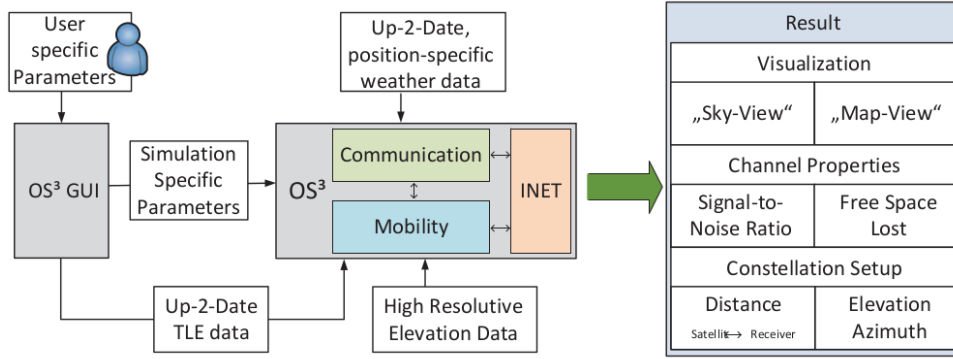 User
specific
Parameters
Up-2-Date,
position-specific
weather data
OS³ GUI
Simulation
Specific
Parameters
OS³
Communication
Mobility
INET
Up-2-Date
TLE data
High Resolutive
Elevation Data
Result
Visualization
„Sky-View“
„Map-View“
Channel Properties
Signal-to-
Noise Ratio
Free Space
Lost
Constellation Setup
Distance
Satellite↔ Receiver
Elevation
Azimuth